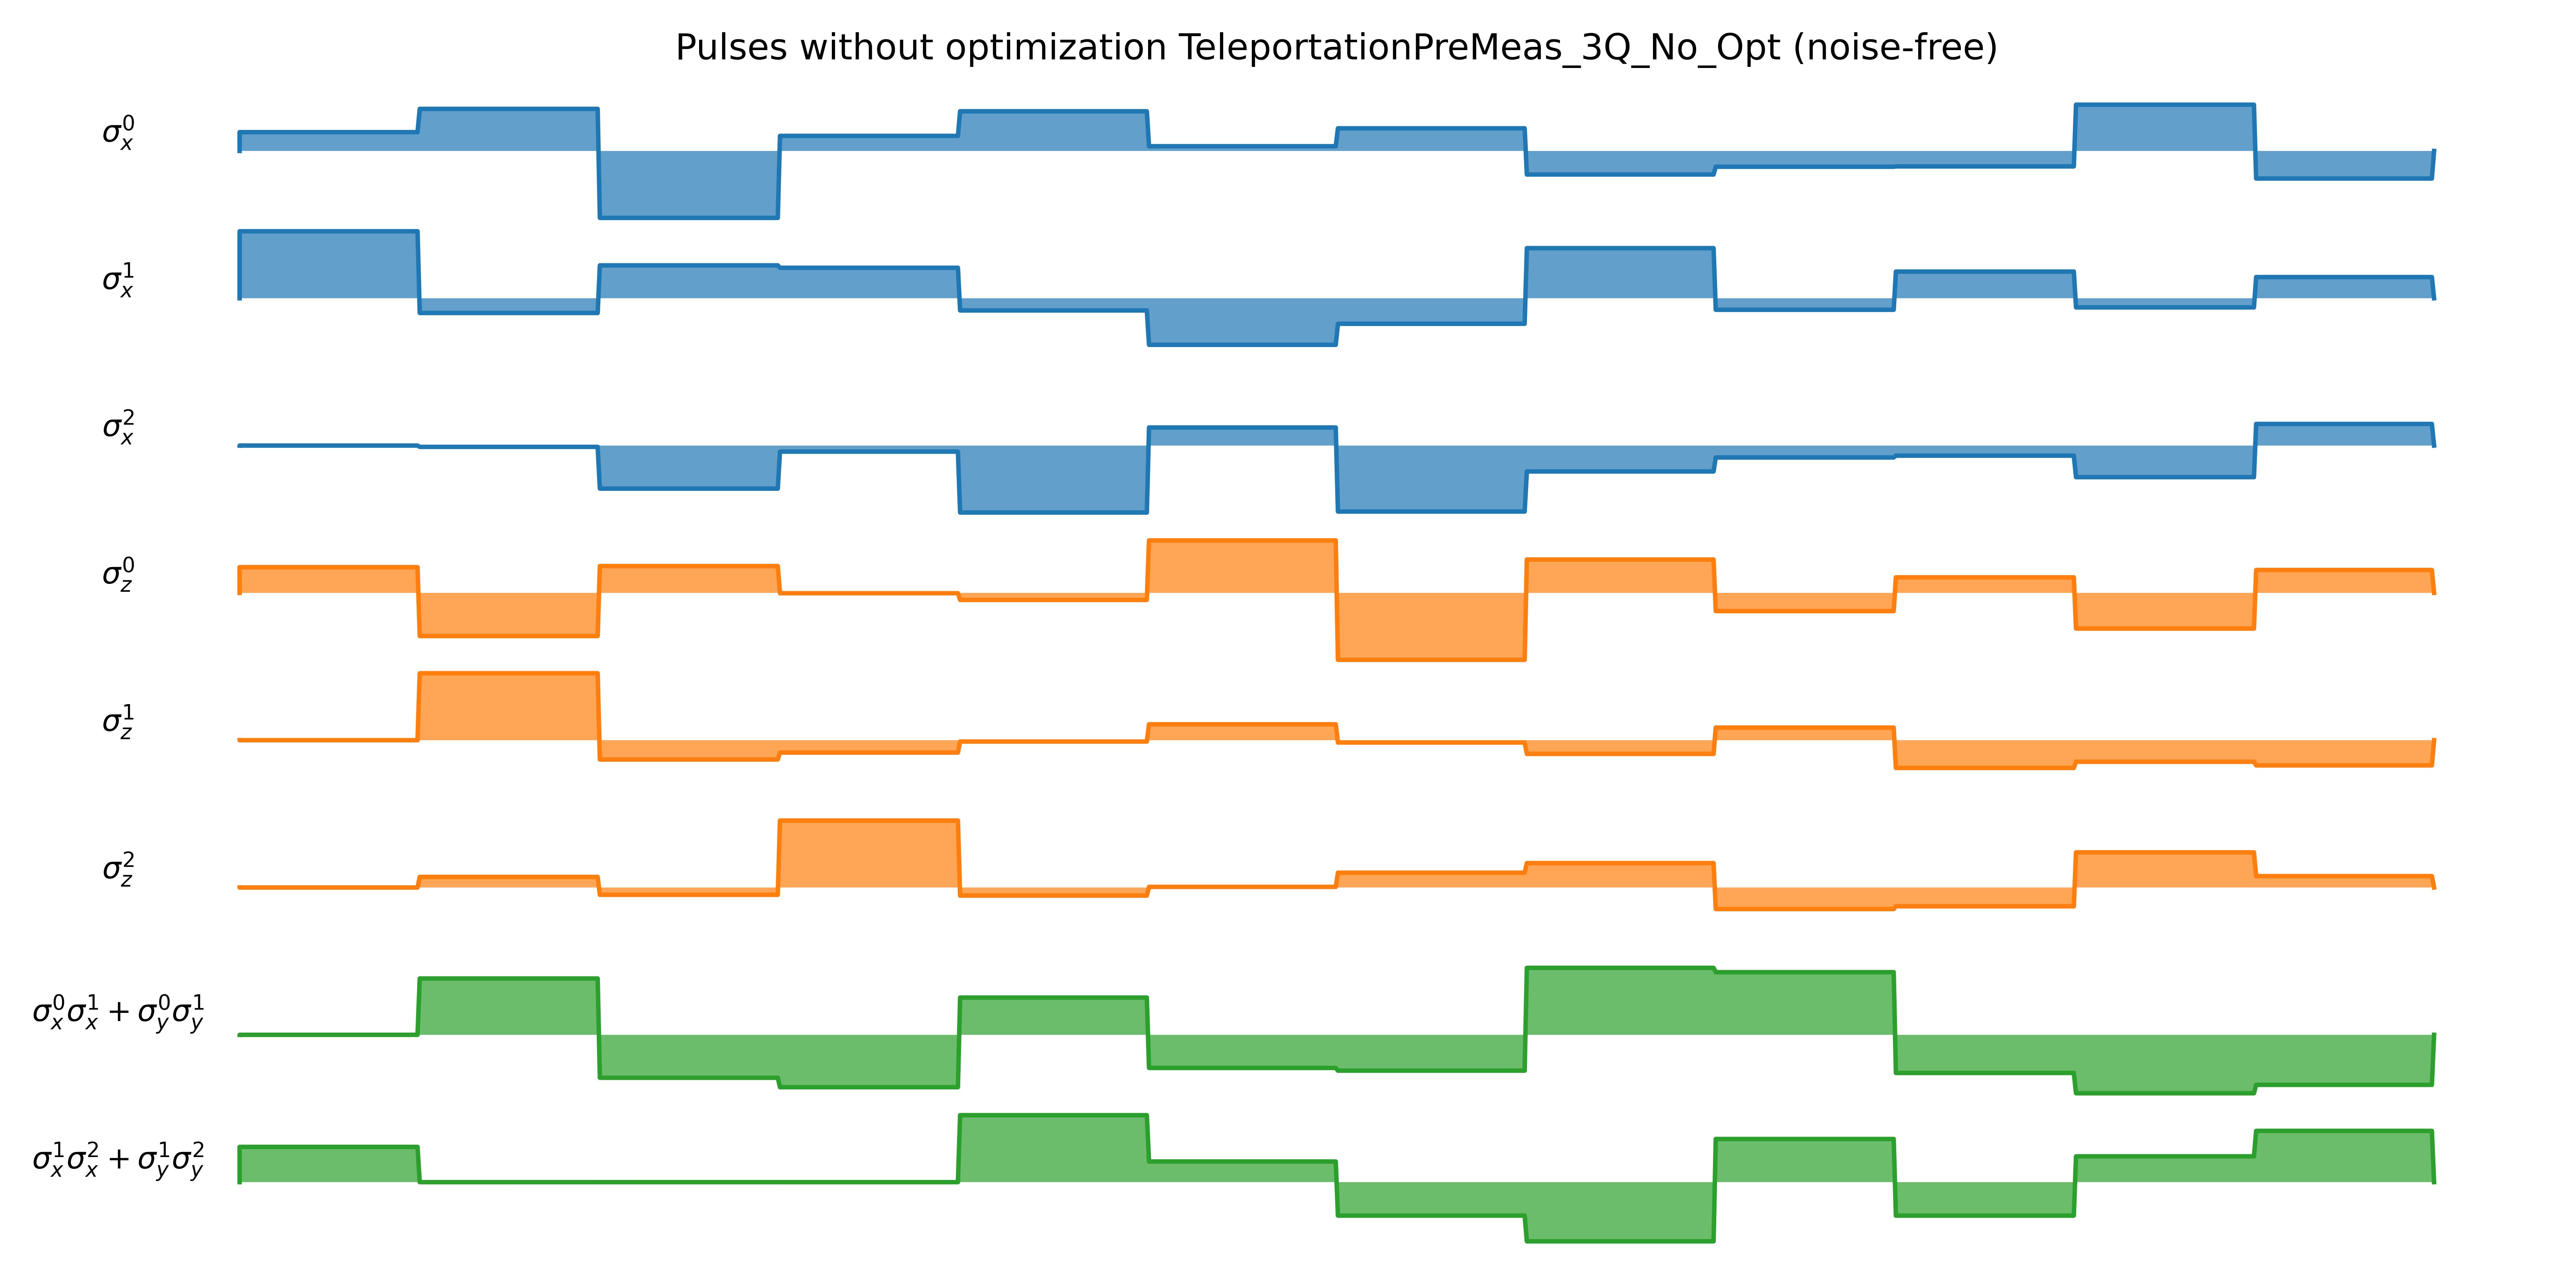 Pulses without optimization TeleportationPreMeas_3Q_No_Opt (noise-free)
σ_x^0
σ_x^1
σ_x^2
σ_z^0
σ_z^1
σ_z^2
σ_x^0σ_x^1 + σ_y^0σ_y^1
σ_x^1σ_x^2 + σ_y^1σ_y^2